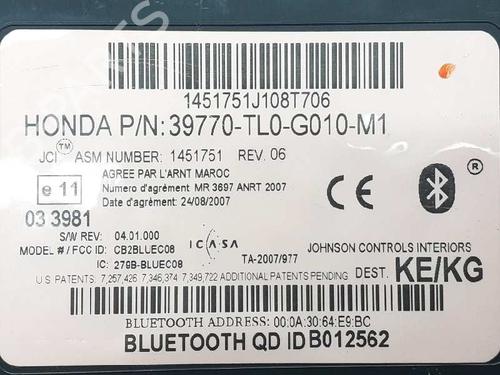 1451751J108T706
HONDA P/N: 39770-TL0-G010-M1
JCI™ ASM NUMBER: 1451751 REV. 06
e 11
AGREE PAR L'ARNT MAROC
Numero d'agrément MR 3697 ANRT 2007
Date d'agrément: 24/08/2007
CE
03 3981
S/W REV: 04.01.000
MODEL # / FCC ID: CB2BLUEC08
IC: 279B-BLUEC08
ICASA
TA-2007/977
JOHNSON CONTROLS INTERIORS
U.S PATENTS: 7,257,426 7,346,374 7,349,722 ADDITIONAL PATENTS PENDING
DEST. KE/KG
BLUETOOTH ADDRESS: 00:0A:30:64:E9:BC
BLUETOOTH QD ID B012562